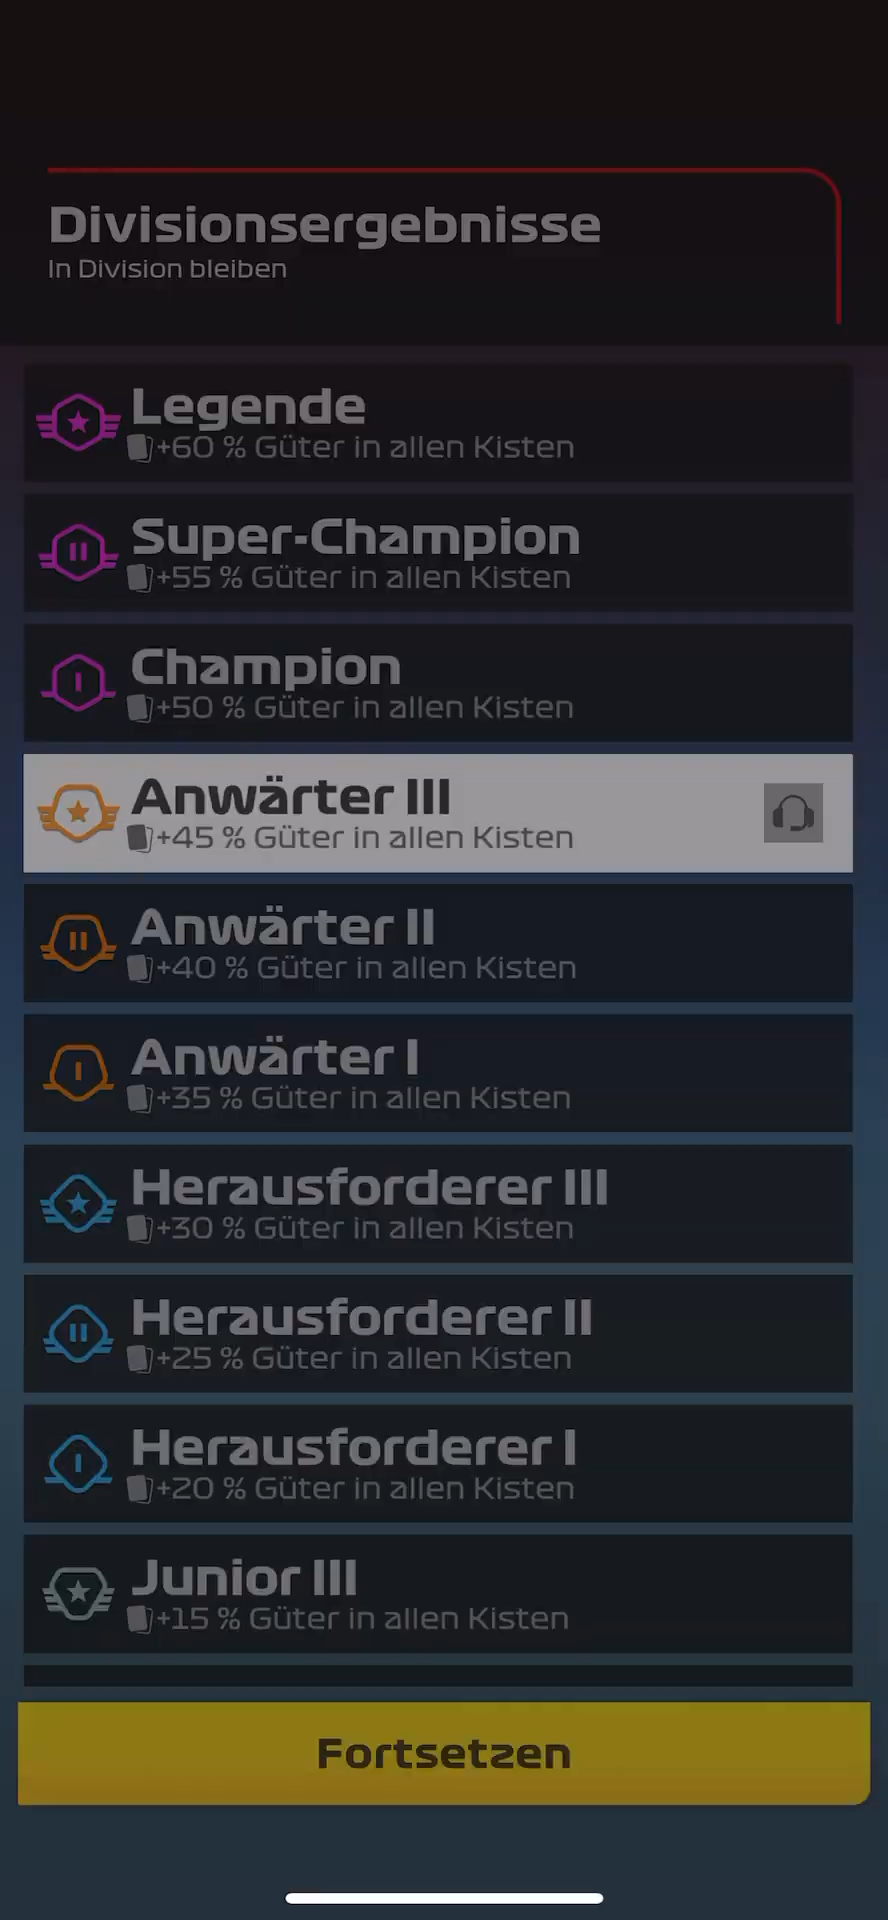 Divisionsergebnisse
In Division bleiben
Legende
+60 % Güter in allen Kisten
II
Super-Champion
+55 % Güter in allen Kisten
I
Champion
+50 % Güter in allen Kisten
Anwärter III
+45 % Güter in allen Kisten
II
Anwärter II
+40 % Güter in allen Kisten
I
Anwärter I
+35 % Güter in allen Kisten
Herausforderer III
+30 % Güter in allen Kisten
II
Herausforderer II
+25 % Güter in allen Kisten
I
Herausforderer I
+20 % Güter in allen Kisten
Junior III
+15 % Güter in allen Kisten
Fortsetzen